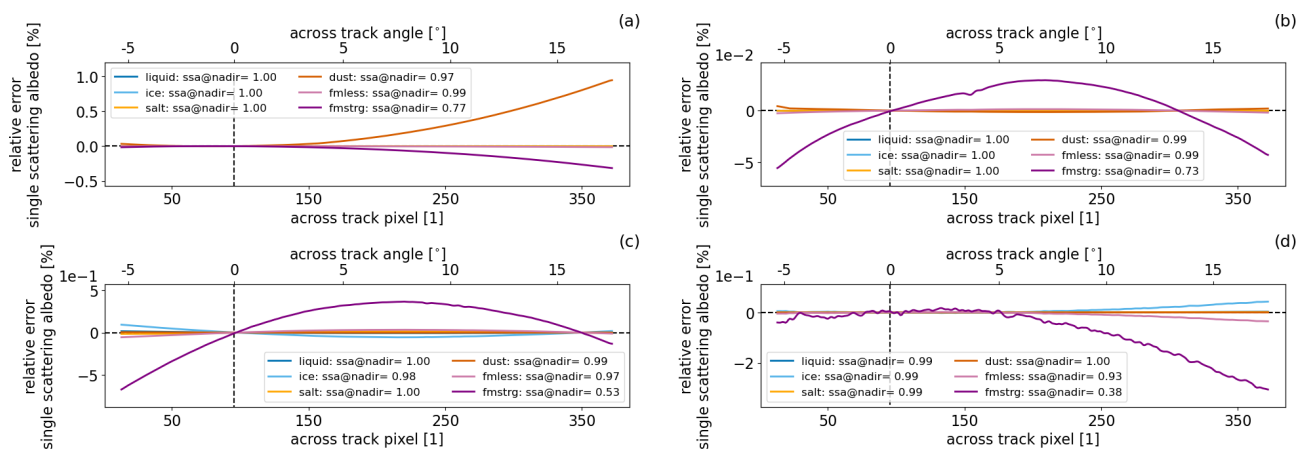 (a)
across track angle [°]
-5 0 5 10 15
relative error
single scattering albedo [%]
1.0
0.5
0.0
−0.5
liquid: ssa@nadir= 1.00
ice: ssa@nadir= 1.00
salt: ssa@nadir= 1.00
dust: ssa@nadir= 0.97
fmless: ssa@nadir= 0.99
fmstrg: ssa@nadir= 0.77
50 150 250 350
across track pixel [1]
(b)
across track angle [°]
-5 0 5 10 15
1e−2
relative error
single scattering albedo [%]
0
−5
liquid: ssa@nadir= 1.00
ice: ssa@nadir= 1.00
salt: ssa@nadir= 1.00
dust: ssa@nadir= 0.99
fmless: ssa@nadir= 0.99
fmstrg: ssa@nadir= 0.73
50 150 250 350
across track pixel [1]
(c)
across track angle [°]
-5 0 5 10 15
1e−1
relative error
single scattering albedo [%]
5
0
−5
liquid: ssa@nadir= 1.00
ice: ssa@nadir= 0.98
salt: ssa@nadir= 1.00
dust: ssa@nadir= 0.99
fmless: ssa@nadir= 0.97
fmstrg: ssa@nadir= 0.53
50 150 250 350
across track pixel [1]
(d)
across track angle [°]
-5 0 5 10 15
1e−1
relative error
single scattering albedo [%]
0
−2
liquid: ssa@nadir= 0.99
ice: ssa@nadir= 0.99
salt: ssa@nadir= 0.99
dust: ssa@nadir= 1.00
fmless: ssa@nadir= 0.93
fmstrg: ssa@nadir= 0.38
50 150 250 350
across track pixel [1]